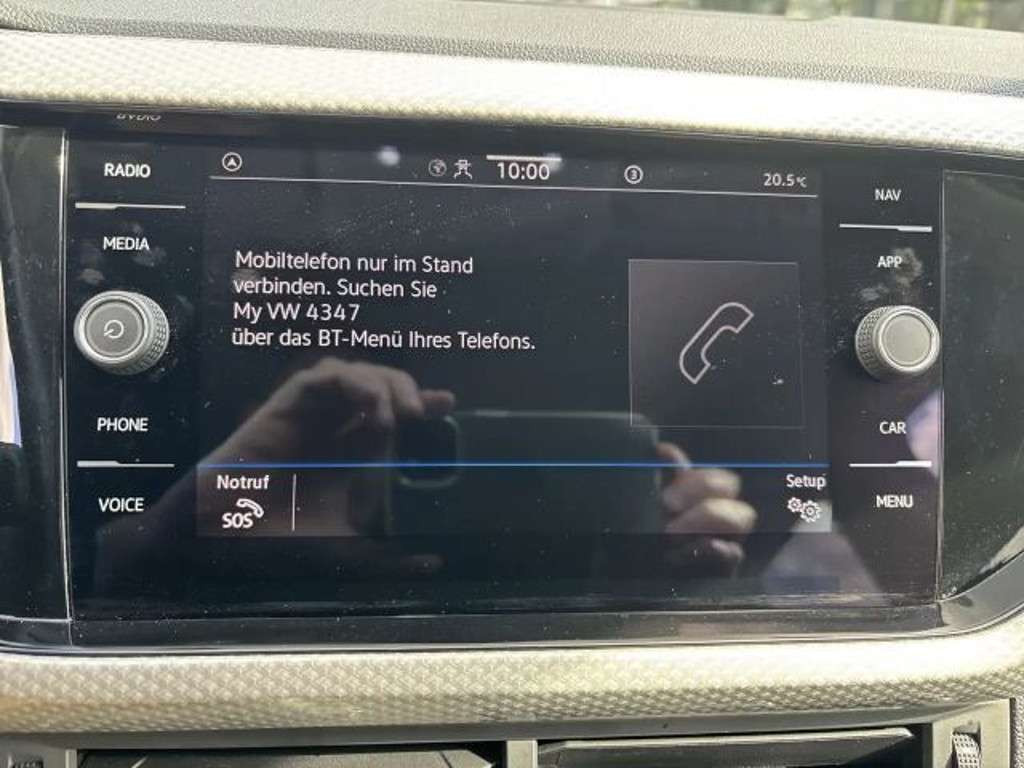 RADIO
MEDIA
PHONE
VOICE
10:00
3
20.5°C
Mobiltelefon nur im Stand
verbinden. Suchen Sie
My VW 4347
über das BT-Menü Ihres Telefons.
Notruf
SOS
Setup
NAV
APP
CAR
MENU